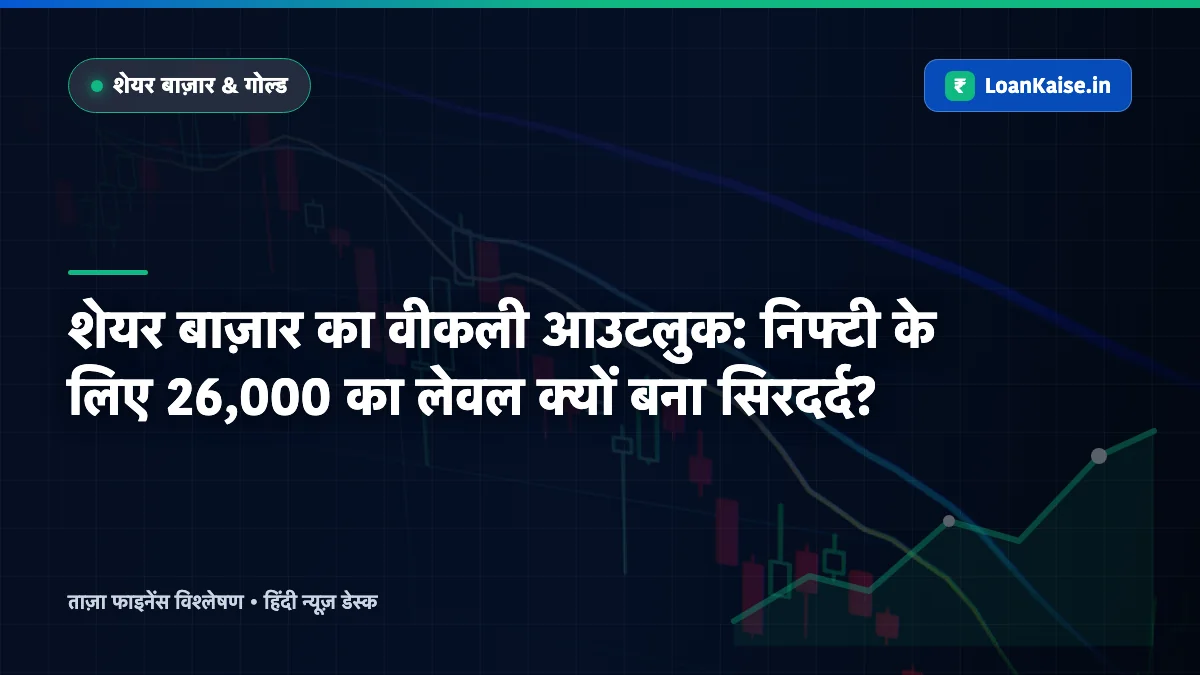 शेयर बाज़ार & गोल्ड
₹ LoanKaise.in
शेयर बाज़ार का वीकली आउटलुक: निफ्टी के
लिए 26,000 का लेवल क्यों बना सिरदर्द?
ताज़ा फाइनेंस विश्लेषण • हिंदी न्यूज़ डेस्क